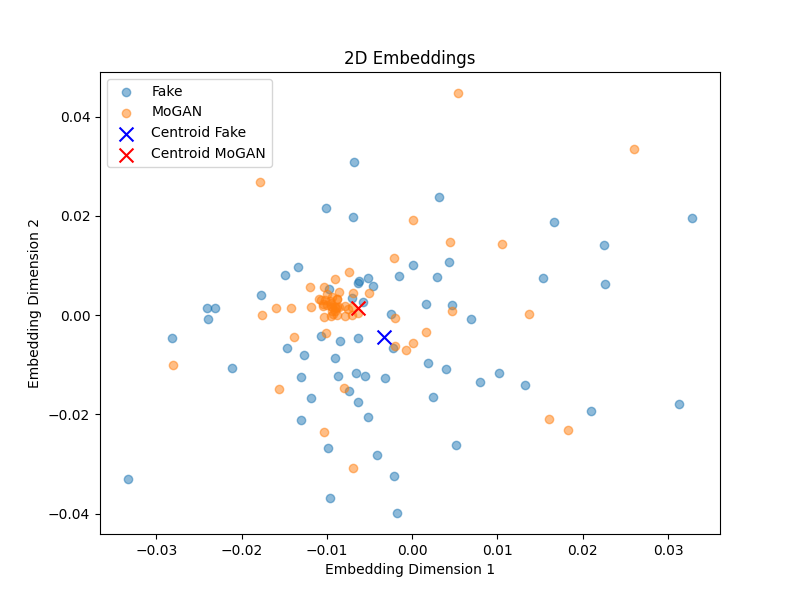 2D Embeddings
Fake
MoGAN
Centroid Fake
Centroid MoGAN
0.04
0.02
0.00
−0.02
−0.04
Embedding Dimension 2
−0.03
−0.02
−0.01
0.00
0.01
0.02
0.03
Embedding Dimension 1